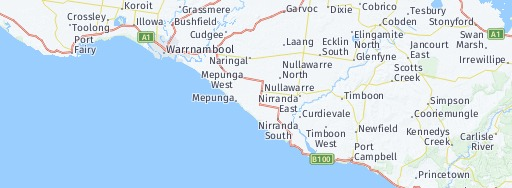 Koroit
Grassmere
Garvoc
Dixie
Cobrico
Tesbury
Crossley
Illowa
Bushfield
Cobden
Stonyford
Toolong
Cudgee
Ecklin
South
Elingamite
North
Swan
Marsh
A1
Port
Fairy
A1
Warrnambool
Laang
Jancourt
East
Naringal
Glenfyne
Irrewillipe
Mepunga
West
Nullawarre
North
Scotts
Creek
Mepunga
Nullawarre
Nirranda
East
Timboon
Simpson
Curdievale
Cooriemungle
Nirranda
South
Timboon
West
Newfield
Kennedys
Creek
Carlisle
River
B100
Port
Campbell
Princetown